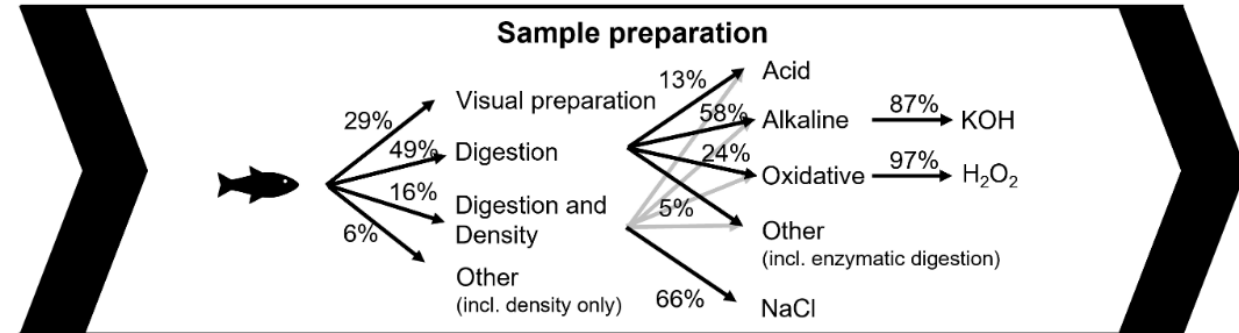 Sample preparation
29%
49%
16%
6%
Visual preparation
Digestion
Digestion and
Density
Other
(incl. density only)
13%
58%
24%
5%
66%
Acid
Alkaline
Oxidative
Other
(incl. enzymatic digestion)
NaCl
87%
KOH
97%
H₂O₂